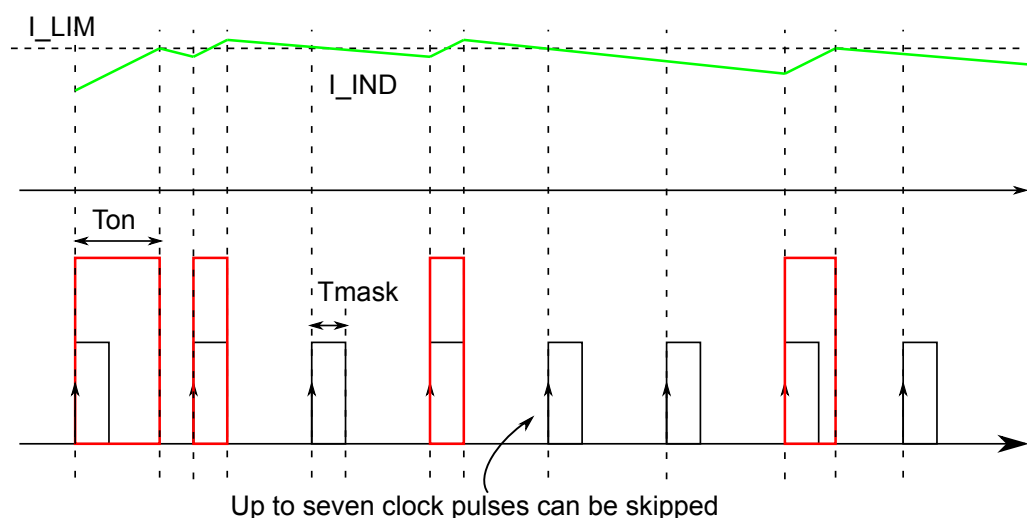 I_LIM
I_IND
Ton
Tmask
Up to seven clock pulses can be skipped